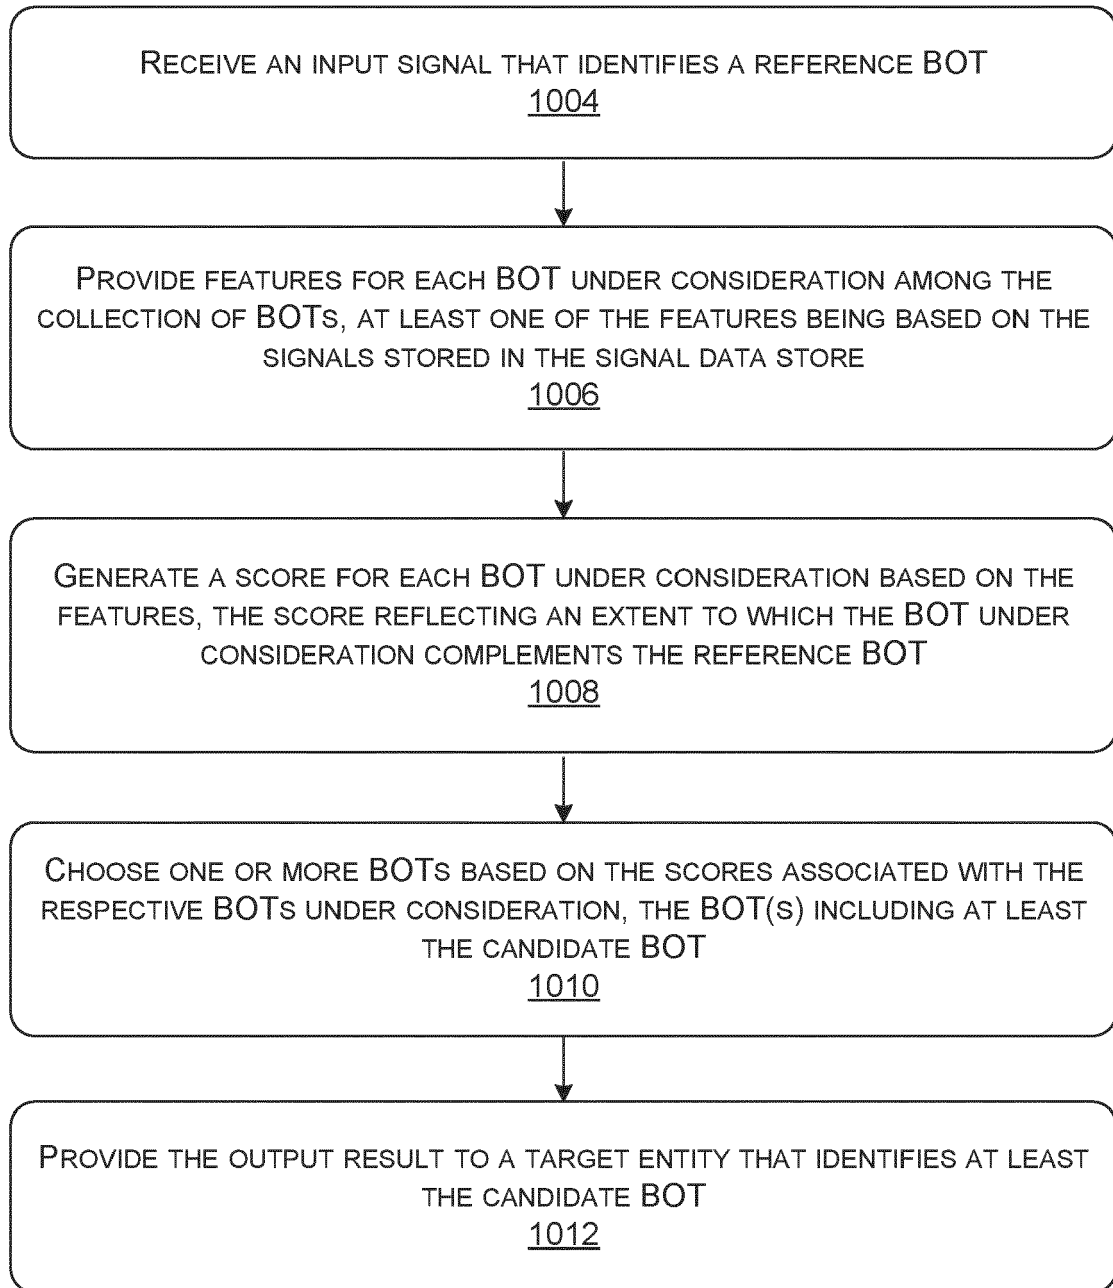 RECEIVE AN INPUT SIGNAL THAT IDENTIFIES A REFERENCE BOT
1004
PROVIDE FEATURES FOR EACH BOT UNDER CONSIDERATION AMONG THE
COLLECTION OF BOTS, AT LEAST ONE OF THE FEATURES BEING BASED ON THE
SIGNALS STORED IN THE SIGNAL DATA STORE
1006
GENERATE A SCORE FOR EACH BOT UNDER CONSIDERATION BASED ON THE
FEATURES, THE SCORE REFLECTING AN EXTENT TO WHICH THE BOT UNDER
CONSIDERATION COMPLEMENTS THE REFERENCE BOT
1008
CHOOSE ONE OR MORE BOTS BASED ON THE SCORES ASSOCIATED WITH THE
RESPECTIVE BOTS UNDER CONSIDERATION, THE BOT(S) INCLUDING AT LEAST
THE CANDIDATE BOT
1010
PROVIDE THE OUTPUT RESULT TO A TARGET ENTITY THAT IDENTIFIES AT LEAST
THE CANDIDATE BOT
1012